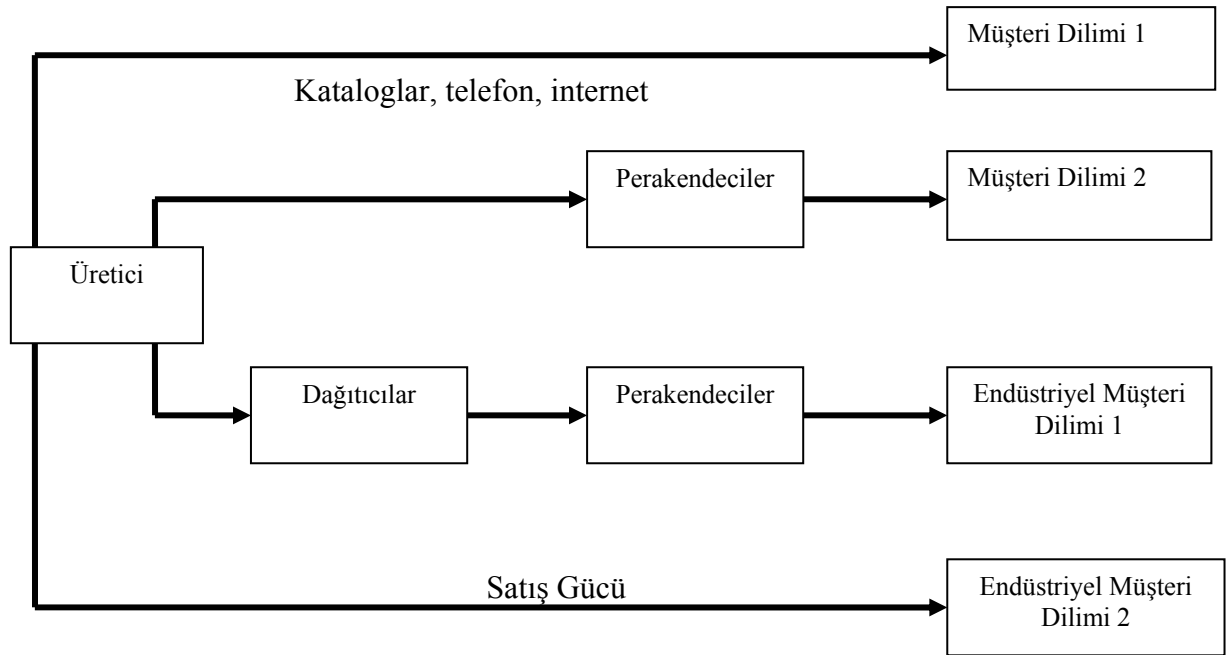 Müşteri Dilimi 1
Kataloglar, telefon, internet
Perakendeciler
Müşteri Dilimi 2
Üretici
Dağıtıcılar
Perakendeciler
Endüstriyel Müşteri
Dilimi 1
Satış Gücü
Endüstriyel Müşteri
Dilimi 2